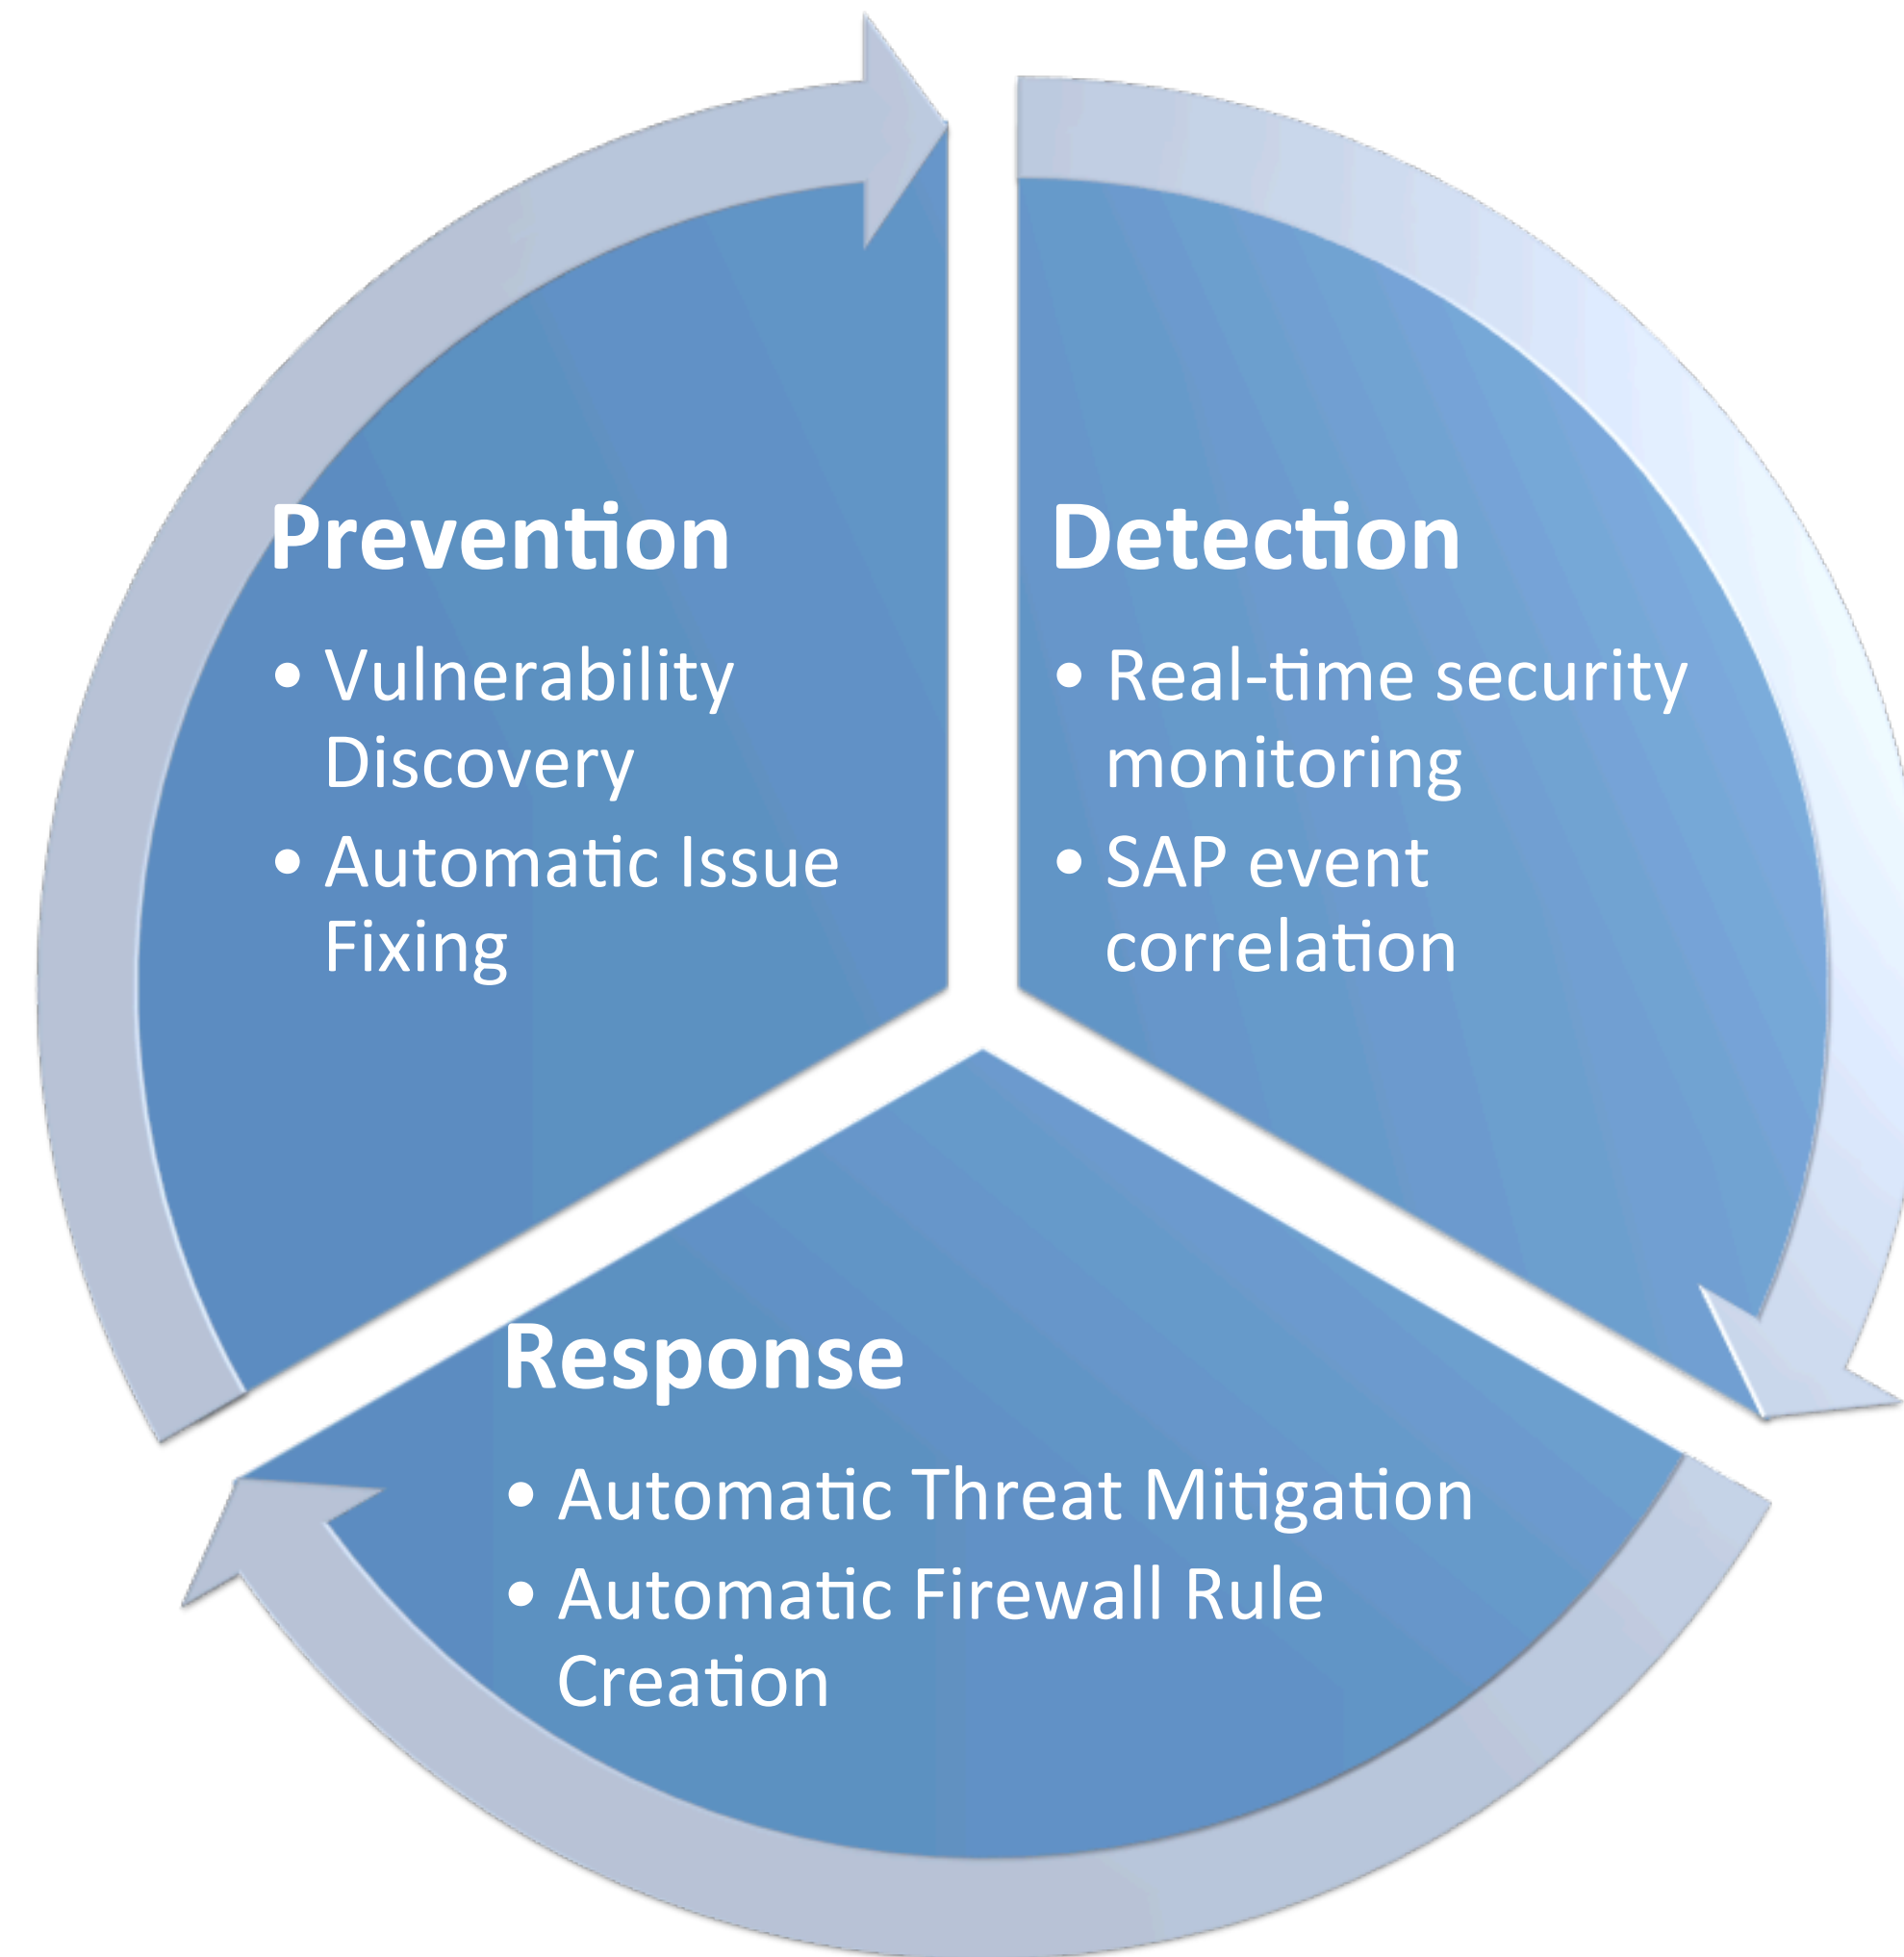 Prevention
• Vulnerability
Discovery
• Automatic Issue
Fixing
Detection
• Real-time security
monitoring
• SAP event
correlation
Response
• Automatic Threat Mitigation
• Automatic Firewall Rule
Creation